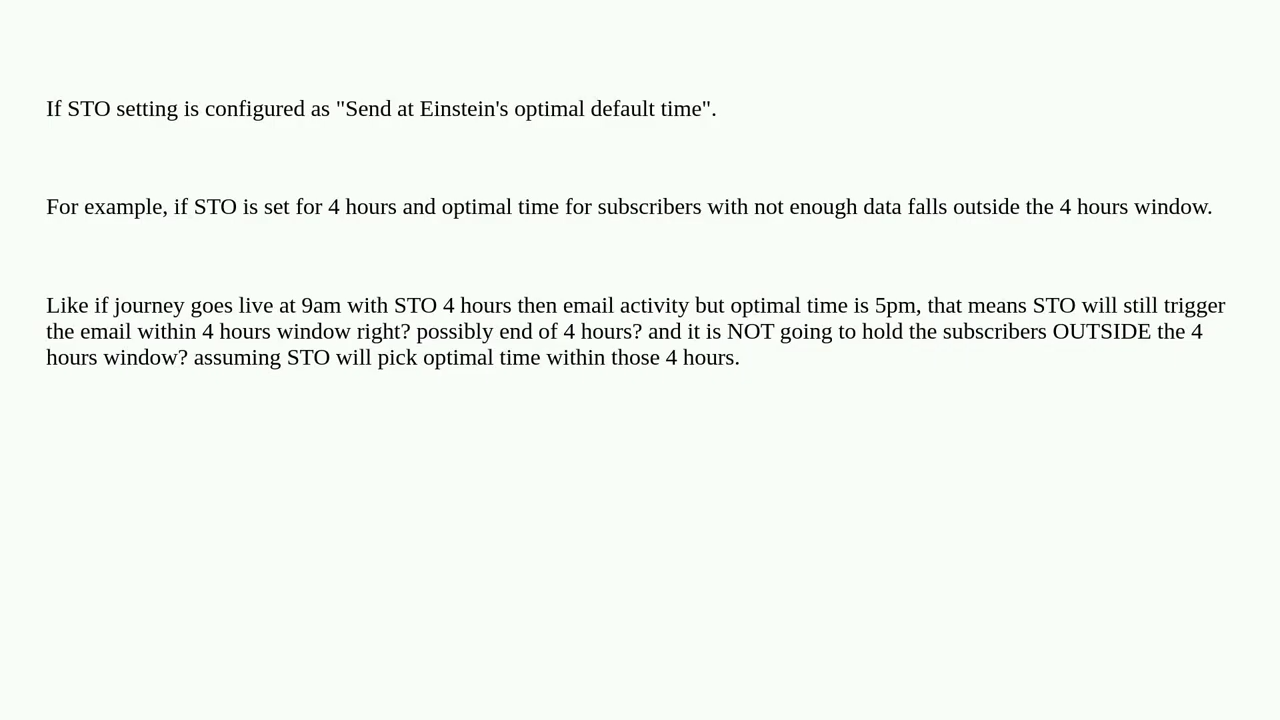 If STO setting is configured as "Send at Einstein's optimal default time".
For example, if STO is set for 4 hours and optimal time for subscribers with not enough data falls outside the 4 hours window.
Like if journey goes live at 9am with STO 4 hours then email activity but optimal time is 5pm, that means STO will still trigger
the email within 4 hours window right? possibly end of 4 hours? and it is NOT going to hold the subscribers OUTSIDE the 4
hours window? assuming STO will pick optimal time within those 4 hours.